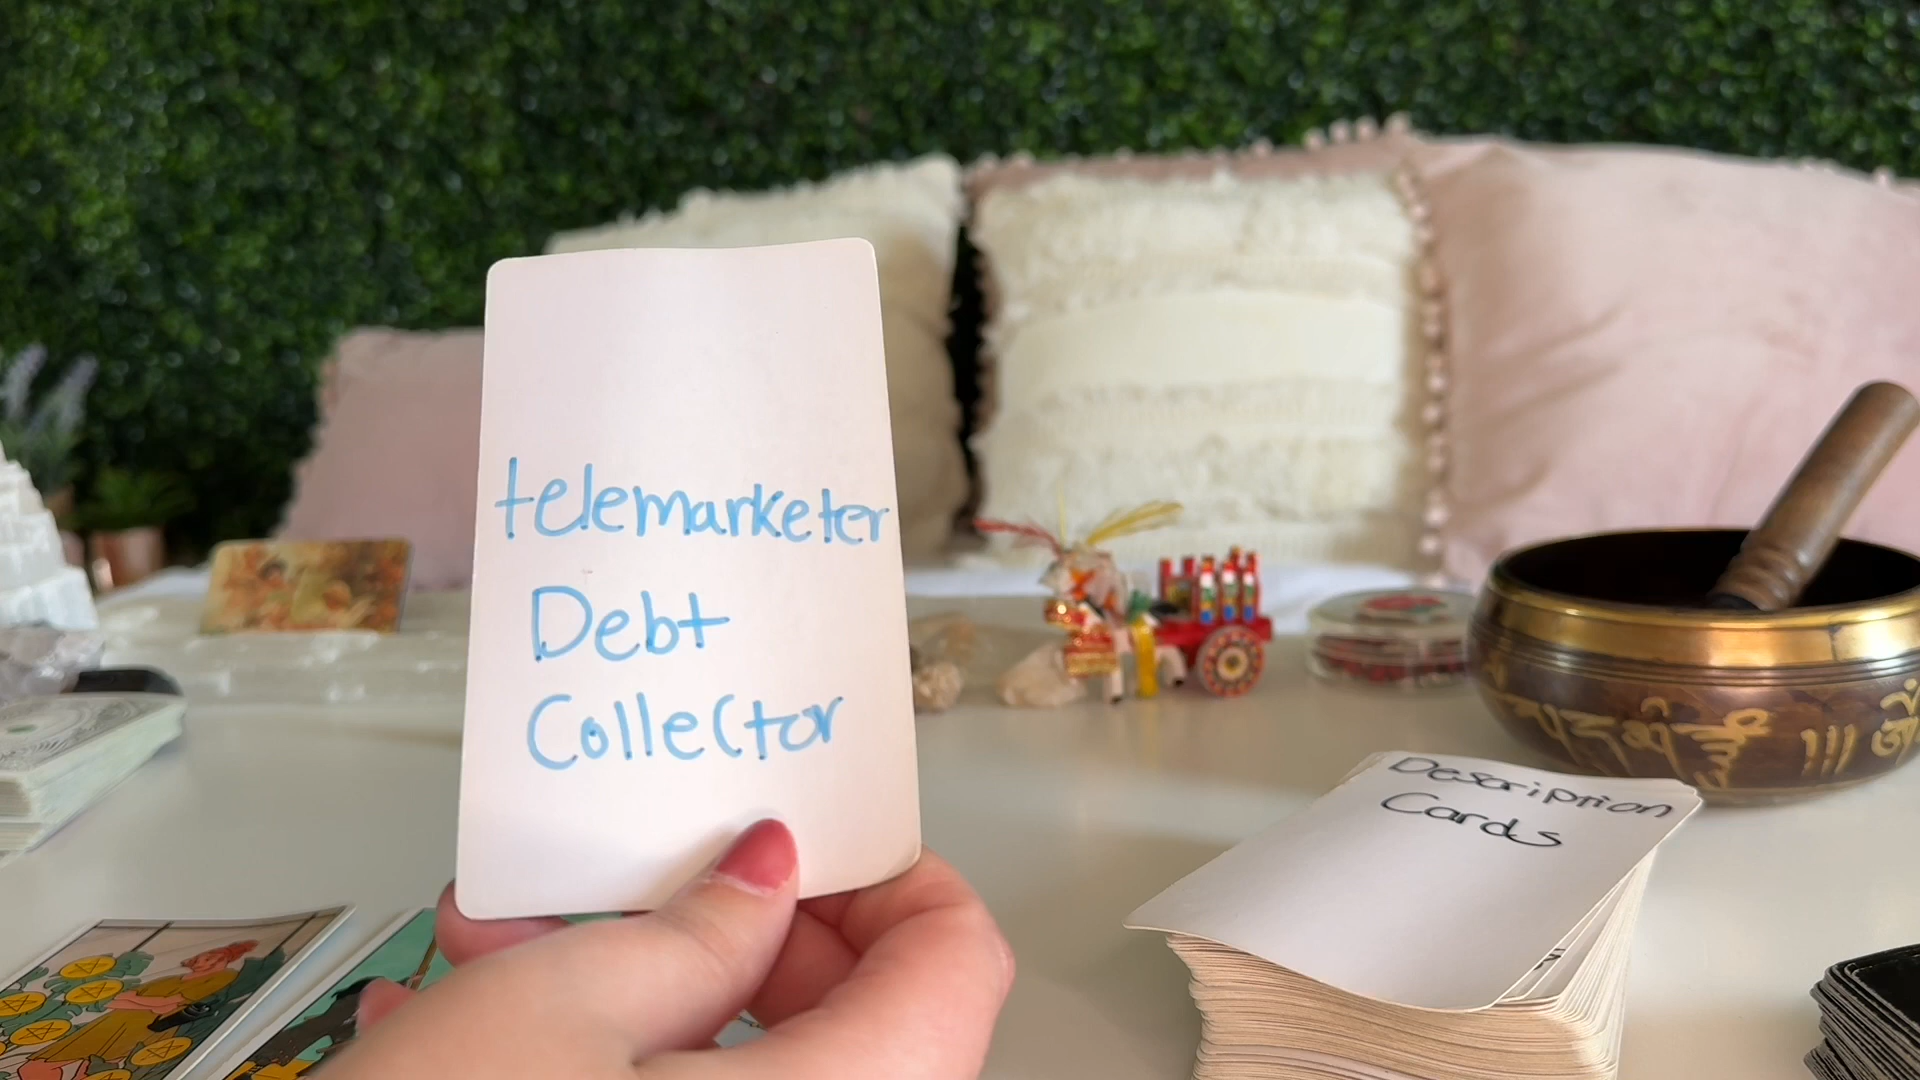 telemarketer
Debt
Collector
Description
Cards